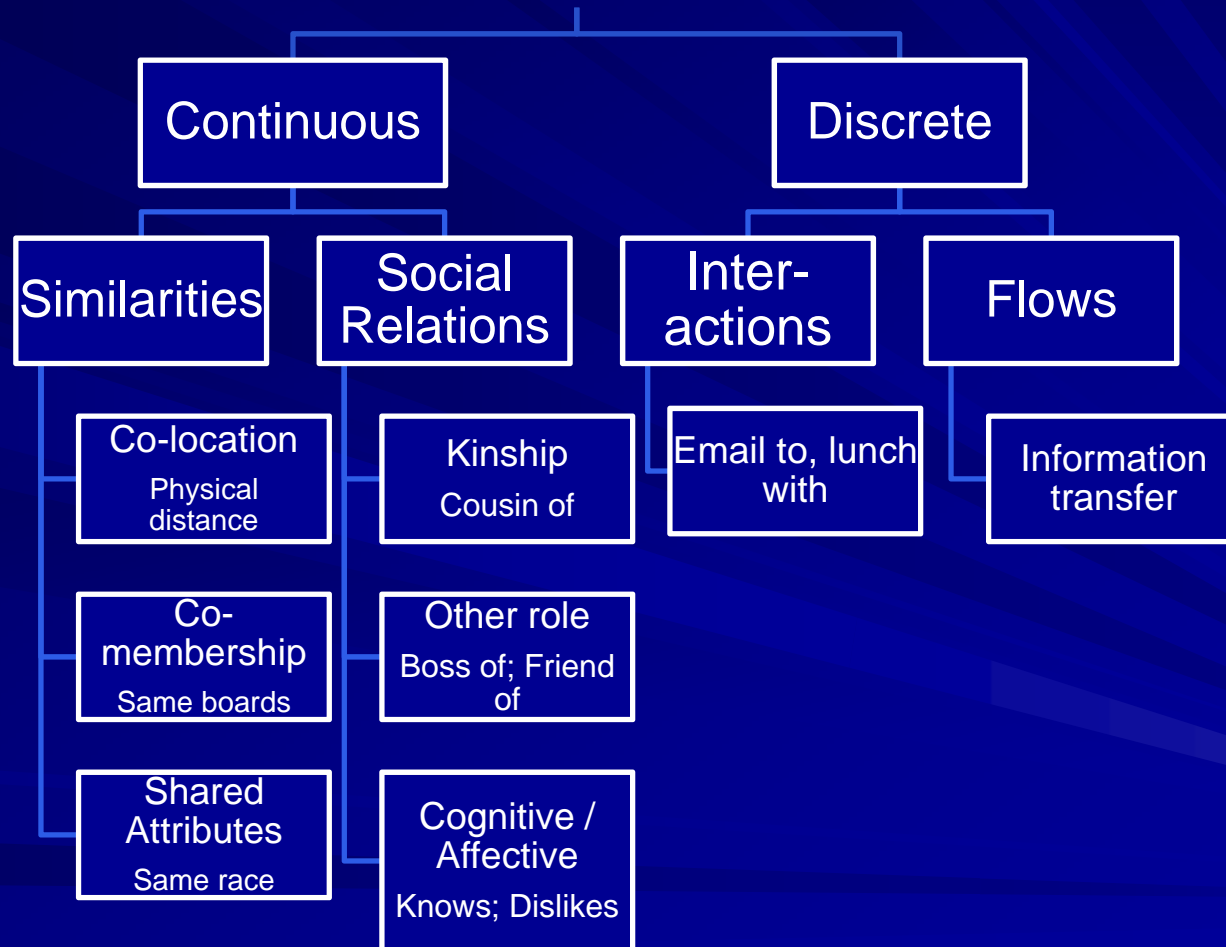 Continuous
Discrete
Similarities
Social
Relations
Inter-
actions
Flows
Co-location
Physical
distance
Kinship
Cousin of
Email to, lunch
with
Information
transfer
Co-
membership
Same boards
Other role
Boss of; Friend
of
Shared
Attributes
Same race
Cognitive /
Affective
Knows; Dislikes